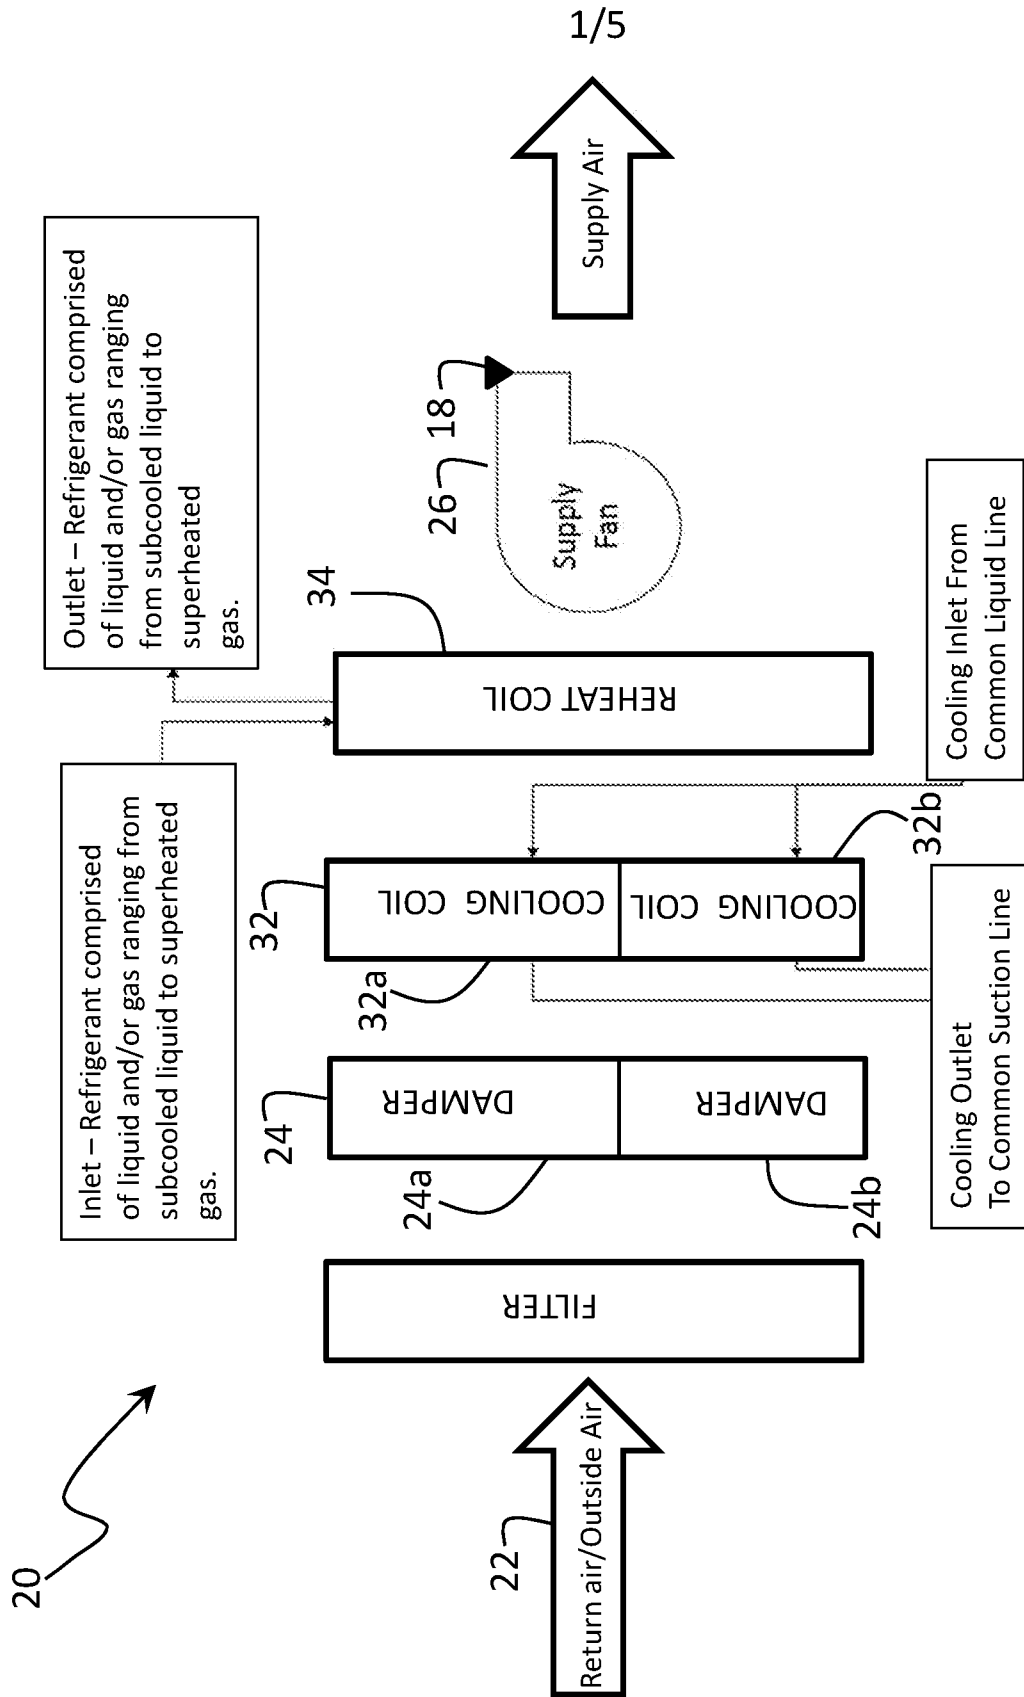 1/5
20
Inlet – Refrigerant comprised
of liquid and/or gas ranging from
subcooled liquid to superheated
gas.
Outlet – Refrigerant comprised
of liquid and/or gas ranging
from subcooled liquid to
superheated
gas.
22
Return air/Outside Air
FILTER
24
24a
24b
DAMPER
DAMPER
32
32a
32b
COOLING COIL
COOLING COIL
34
REHEAT COIL
26
18
Supply
Fan
Supply Air
Cooling Outlet
To Common Suction Line
Cooling Inlet From
Common Liquid Line